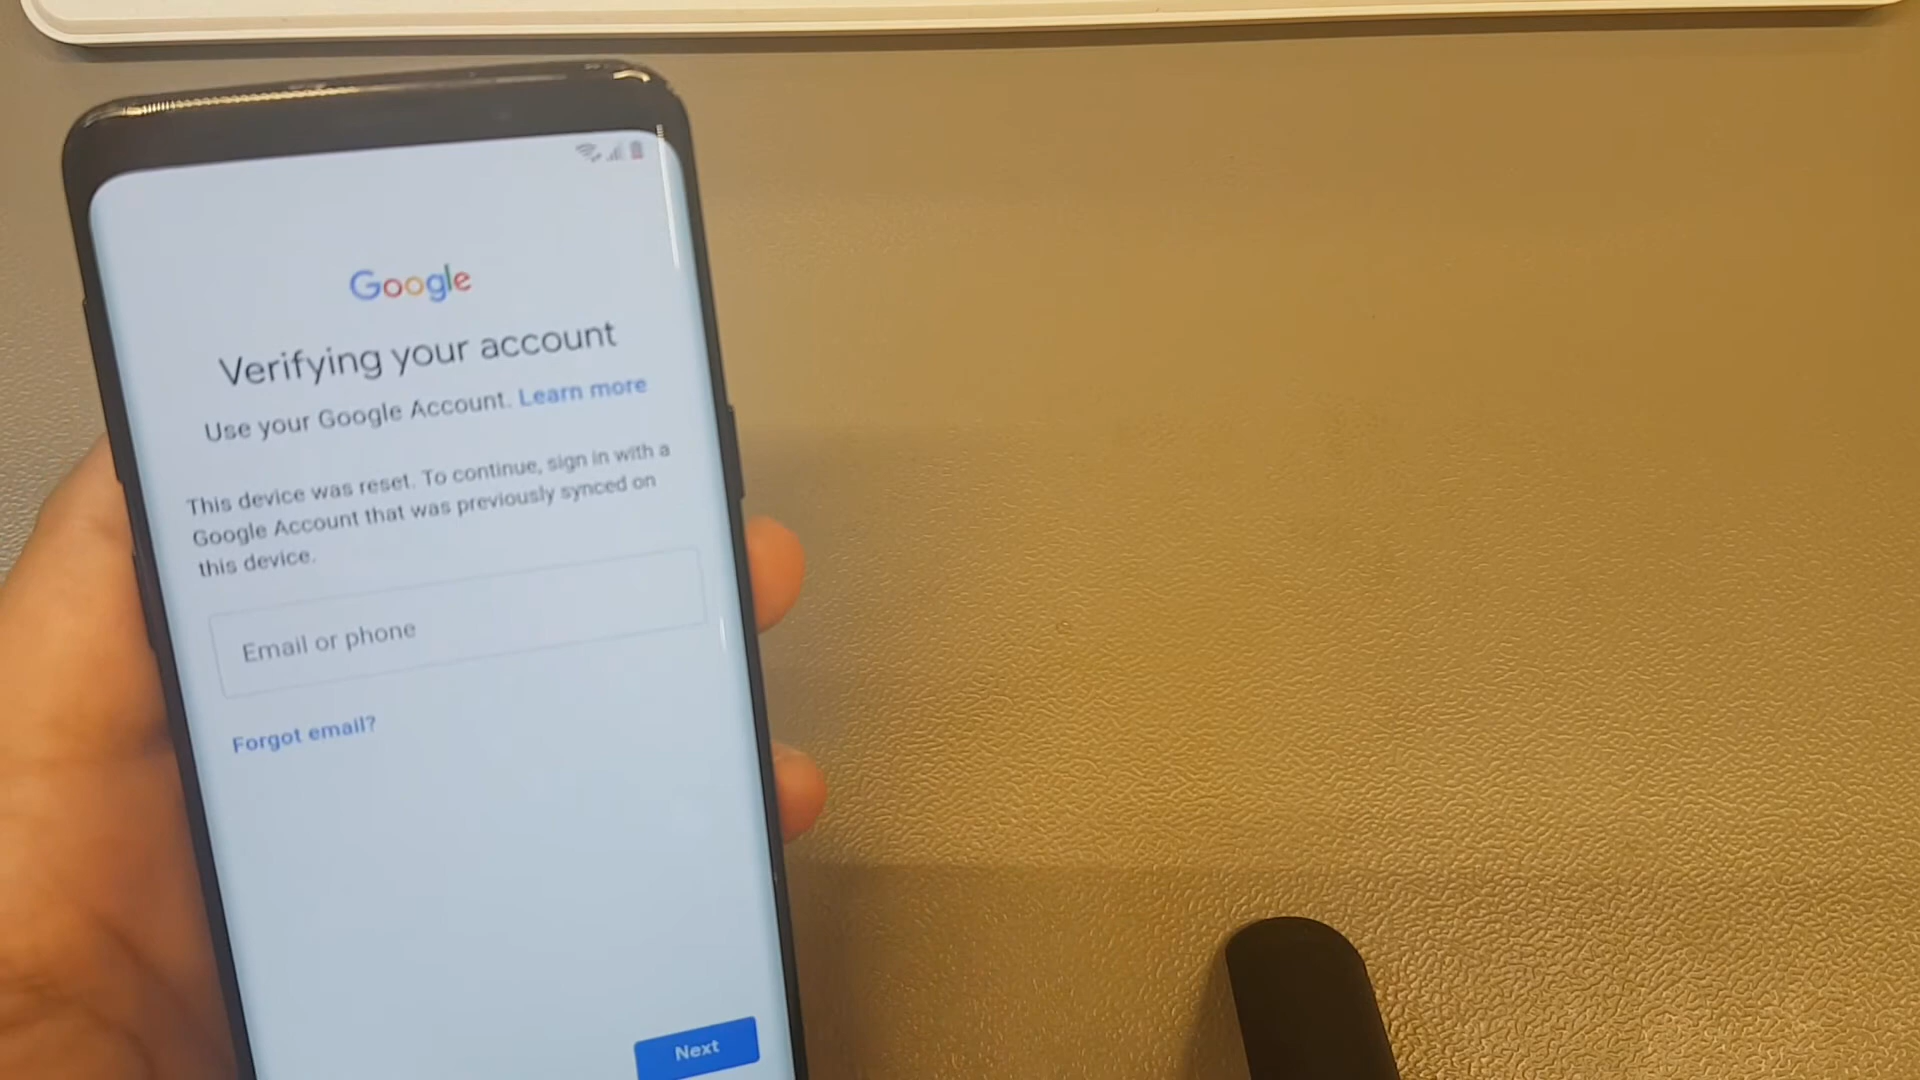 Google
Verifying your account
Use your Google Account. Learn more
This device was reset. To continue, sign in with a
Google Account that was previously synced on
this device.
Email or phone
Forgot email?
Next